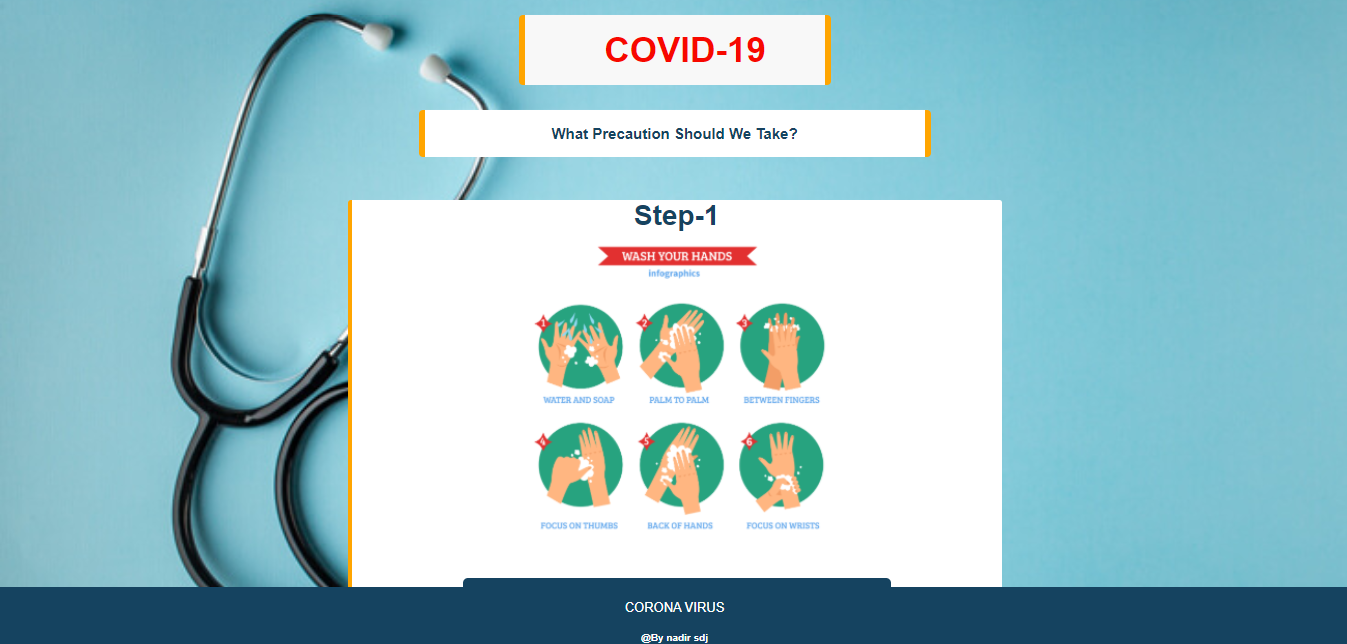 COVID-19
What Precaution Should We Take?
Step-1
WASH YOUR HANDS
infographics
1
2
3
WATER AND SOAP
PALM TO PALM
BETWEEN FINGERS
4
5
6
FOCUS ON THUMBS
BACK OF HANDS
FOCUS ON WRISTS
CORONA VIRUS
@By nadir sdj